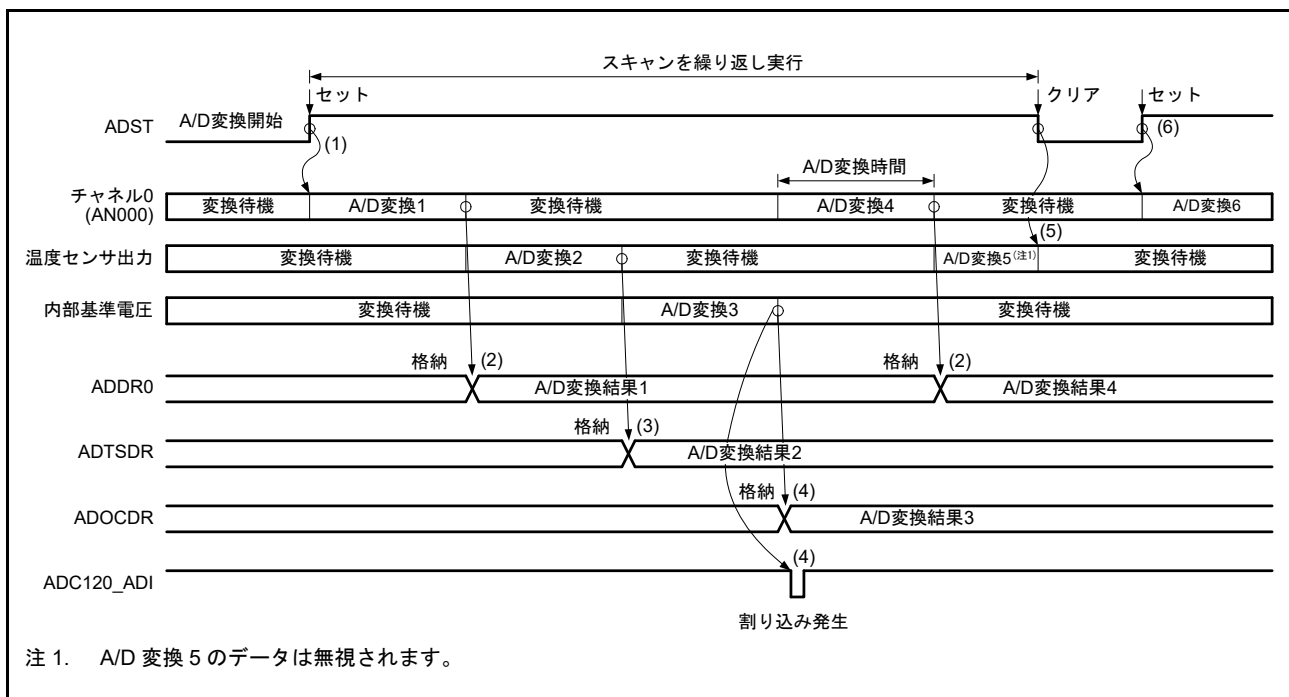 スキャンを繰り返し実行
セット
クリア
セット
ADST
A/D変換開始
(1)
(6)
A/D変換時間
チャネル0
(AN000)
変換待機
A/D変換1
変換待機
A/D変換4
変換待機
A/D変換6
(5)
温度センサ出力
変換待機
A/D変換2
変換待機
A/D変換5(注1)
変換待機
内部基準電圧
変換待機
A/D変換3
変換待機
格納
(2)
格納
(2)
ADDR0
A/D変換結果1
A/D変換結果4
格納
(3)
ADTSDR
A/D変換結果2
格納
(4)
ADOCDR
A/D変換結果3
(4)
ADC120_ADI
割り込み発生
注 1. A/D 変換 5 のデータは無視されます。